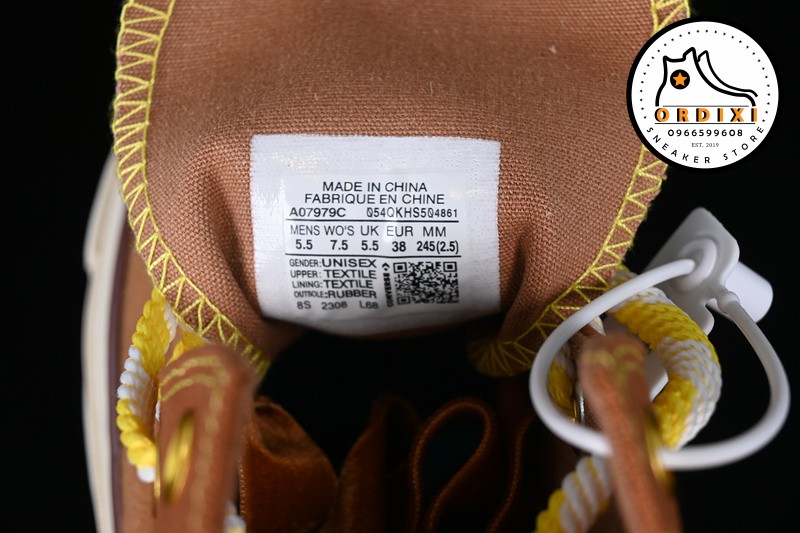 ORDIXI
0966599608
EST. 2019
SNEAKER STORE
MADE IN CHINA
FABRIQUE EN CHINE
A07979C 054QKHS504861
MENS WO'S UK EUR MM
5.5 7.5 5.5 38 245(2.5)
GENDER: UNISEX
UPPER: TEXTILE
LINING: TEXTILE
OUTSOLE: RUBBER
8S 2308 L68
CONVERSE